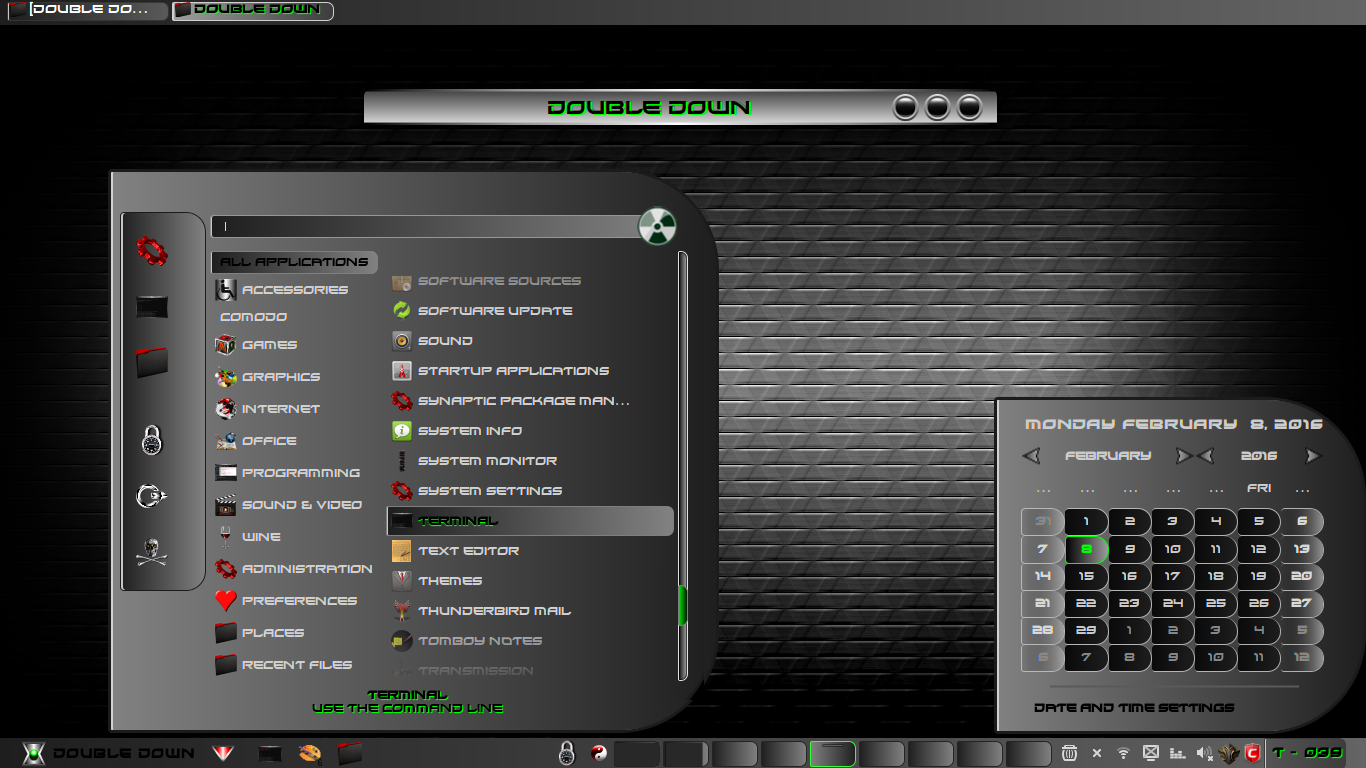 [DOUBLE DO...
DOUBLE DOWN
DOUBLE DOWN
ALL APPLICATIONS
ACCESSORIES
COMODO
GAMES
GRAPHICS
INTERNET
OFFICE
PROGRAMMING
SOUND & VIDEO
WINE
ADMINISTRATION
PREFERENCES
PLACES
RECENT FILES
SOFTWARE SOURCES
SOFTWARE UPDATE
SOUND
STARTUP APPLICATIONS
SYNAPTIC PACKAGE MAN...
SYSTEM INFO
SYSTEM MONITOR
SYSTEM SETTINGS
TERMINAL
TEXT EDITOR
THEMES
THUNDERBIRD MAIL
TOMBOY NOTES
TRANSMISSION
TERMINAL
USE THE COMMAND LINE
MONDAY FEBRUARY 8, 2016
FEBRUARY 2016
... ... ... ... ... FRI ...
31 1 2 3 4 5 6
7 8 9 10 11 12 13
14 15 16 17 18 19 20
21 22 23 24 25 26 27
28 29 1 2 3 4 5
6 7 8 9 10 11 12
DATE AND TIME SETTINGS
DOUBLE DOWN
T - 039